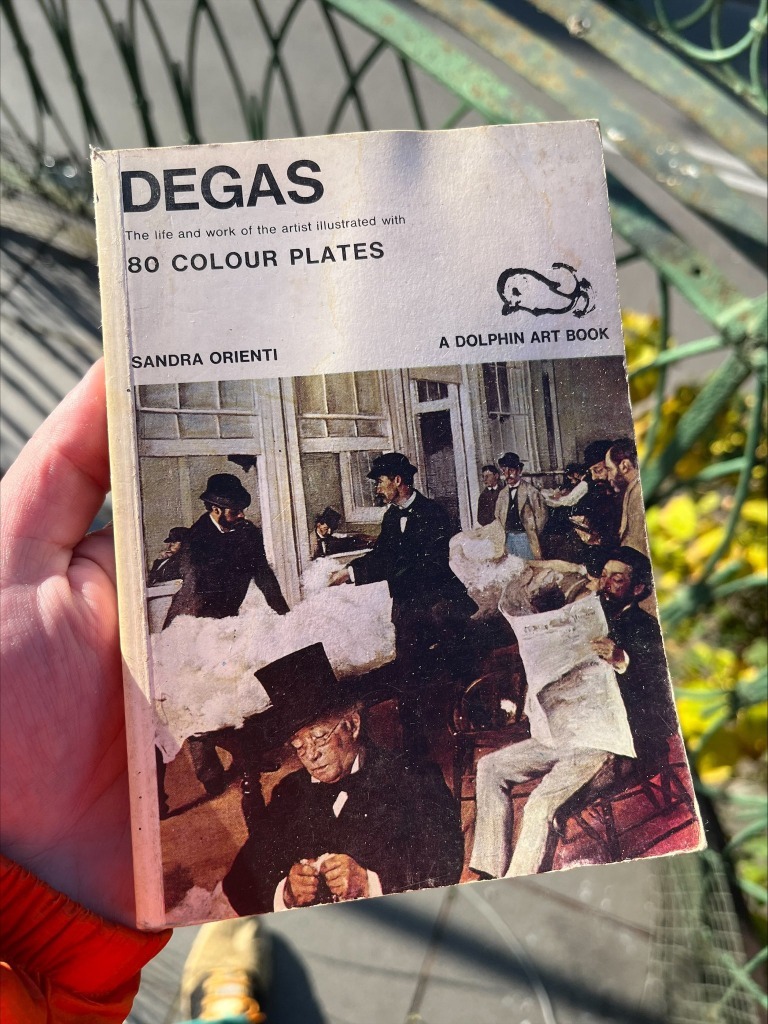 DEGAS
The life and work of the artist illustrated with
80 COLOUR PLATES
SANDRA ORIENTI
A DOLPHIN ART BOOK